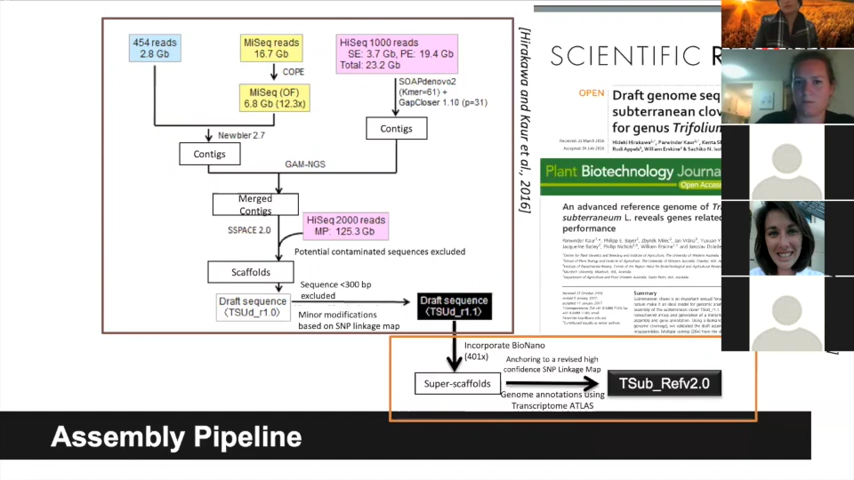 454 reads
2.8 Gb
MiSeq reads
16.7 Gb
COPE
MiSeq (OF)
6.8 Gb (12.3x)
HiSeq 1000 reads
SE: 3.7 Gb, PE: 19.4 Gb
Total: 23.2 Gb
SOAPdenovo2
(Kmer=61) +
GapCloser 1.10 (p=31)
Newbler 2.7
Contigs
Contigs
GAM-NGS
Merged
Contigs
HiSeq 2000 reads
MP: 125.3 Gb
SSPACE 2.0
Potential contaminated sequences excluded
Scaffolds
Sequence <300 bp
excluded
Draft sequence
(TSUd_r1.0)
Minor modifications
based on SNP linkage map
Draft sequence
(TSUd_r1.1)
[Hirakawa and Kaur et al., 2016]
SCIENTIFIC R
OPEN
Draft genome seq
subterranean clov
for genus Trifolium
Plant Biotechnology Journa
Open Access
An advanced reference genome of Tr
subterraneum L. reveals genes related
performance
Summary
Incorporate BioNano
(401x)
Super-scaffolds
Anchoring to a revised high
confidence SNP Linkage Map
Genome annotations using
Transcriptome ATLAS
TSub_Refv2.0
Assembly Pipeline